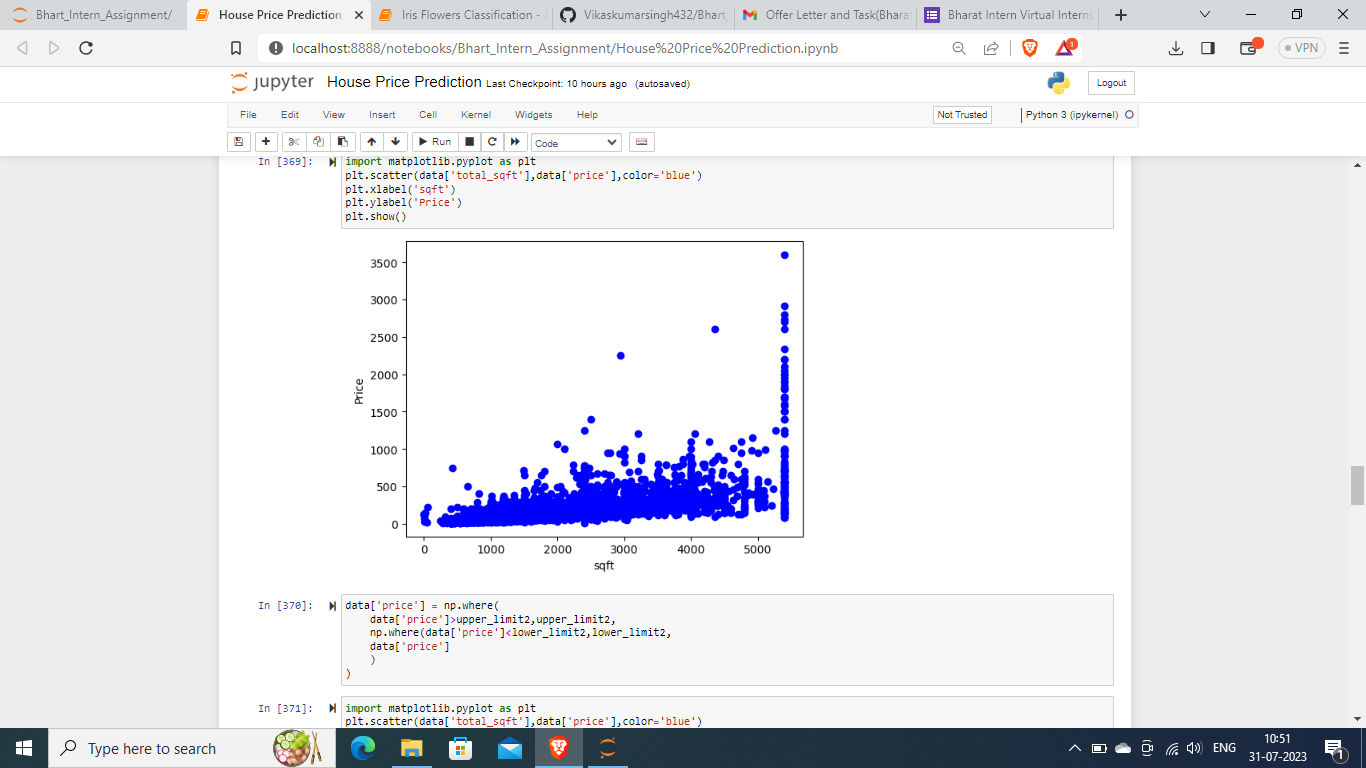 Bhart_Intern_Assignment/
House Price Prediction
Iris Flowers Classification -
Vikaskumarsingh432/Bhart_
Offer Letter and Task(Bhara
Bharat Intern Virtual Interns
localhost:8888/notebooks/Bhart_Intern_Assignment/House%20Price%20Prediction.ipynb
1
VPN
jupyter House Price Prediction Last Checkpoint: 10 hours ago (autosaved)
Logout
File Edit View Insert Cell Kernel Widgets Help
Not Trusted
Python 3 (ipykernel)
Run
Code
In [369]:
import matplotlib.pyplot as plt
plt.scatter(data['total_sqft'],data['price'],color='blue')
plt.xlabel('sqft')
plt.ylabel('Price')
plt.show()
3500
3000
2500
2000
1500
1000
500
0
Price
0 1000 2000 3000 4000 5000
sqft
In [370]:
data['price'] = np.where(
data['price']>upper_limit2,upper_limit2,
np.where(data['price']<lower_limit2,lower_limit2,
data['price']
)
)
In [371]:
import matplotlib.pyplot as plt
plt.scatter(data['total_sqft'],data['price'],color='blue')
Type here to search
ENG
10:51
31-07-2023
1